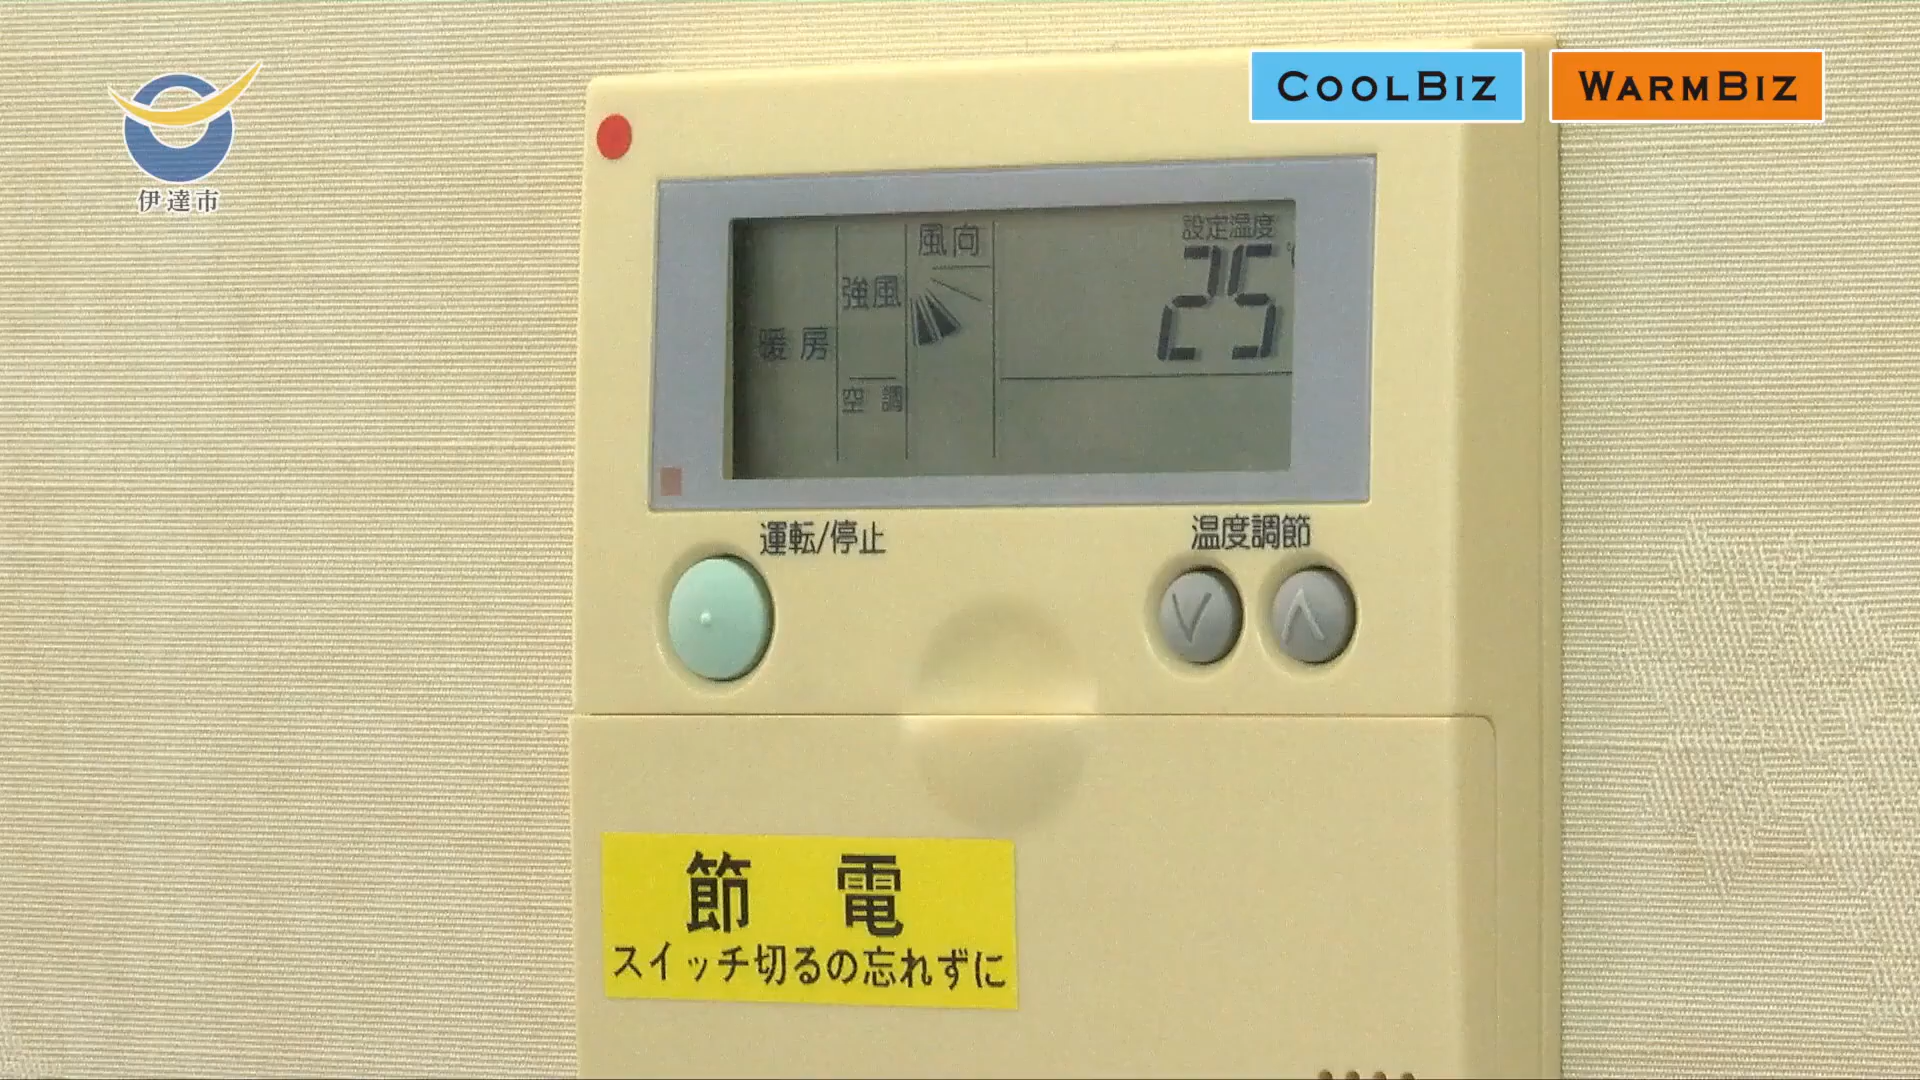 伊達市
COOLBIZ
WARMBIZ
風向
設定温度
強風
25
暖房
空調
運転/停止
温度調節
節電
スイッチ切るの忘れずに